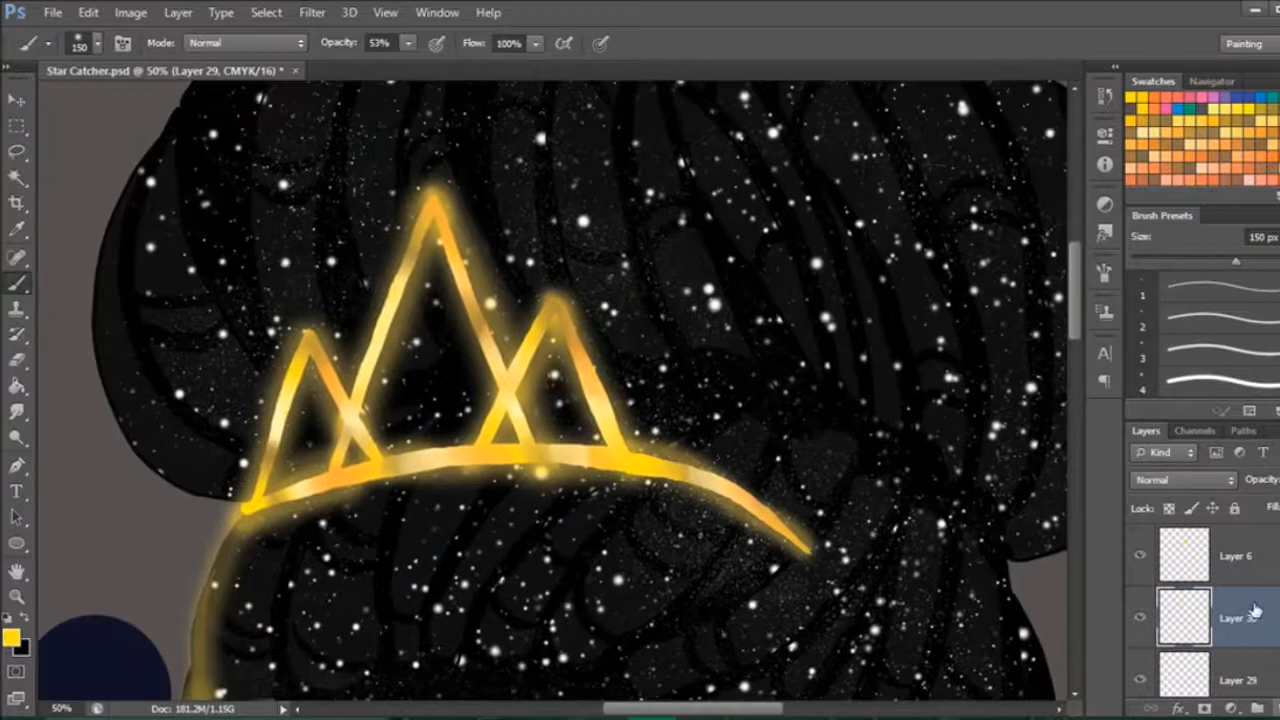 Ps File Edit Image Layer Type Select Filter 3D View Window Help
150 Mode: Normal Opacity: 53% Flow: 100% Painting
Star Catcher.psd @ 50% (Layer 29, CMYK/16) * ×
Swatches Navigator
Brush Presets
Size: 150 px
1
2
3
4
Layers Channels Paths
Kind
Normal Opacity:
Lock:
Layer 6
Layer
Layer 29
50% Doc: 181.2M/1.15G